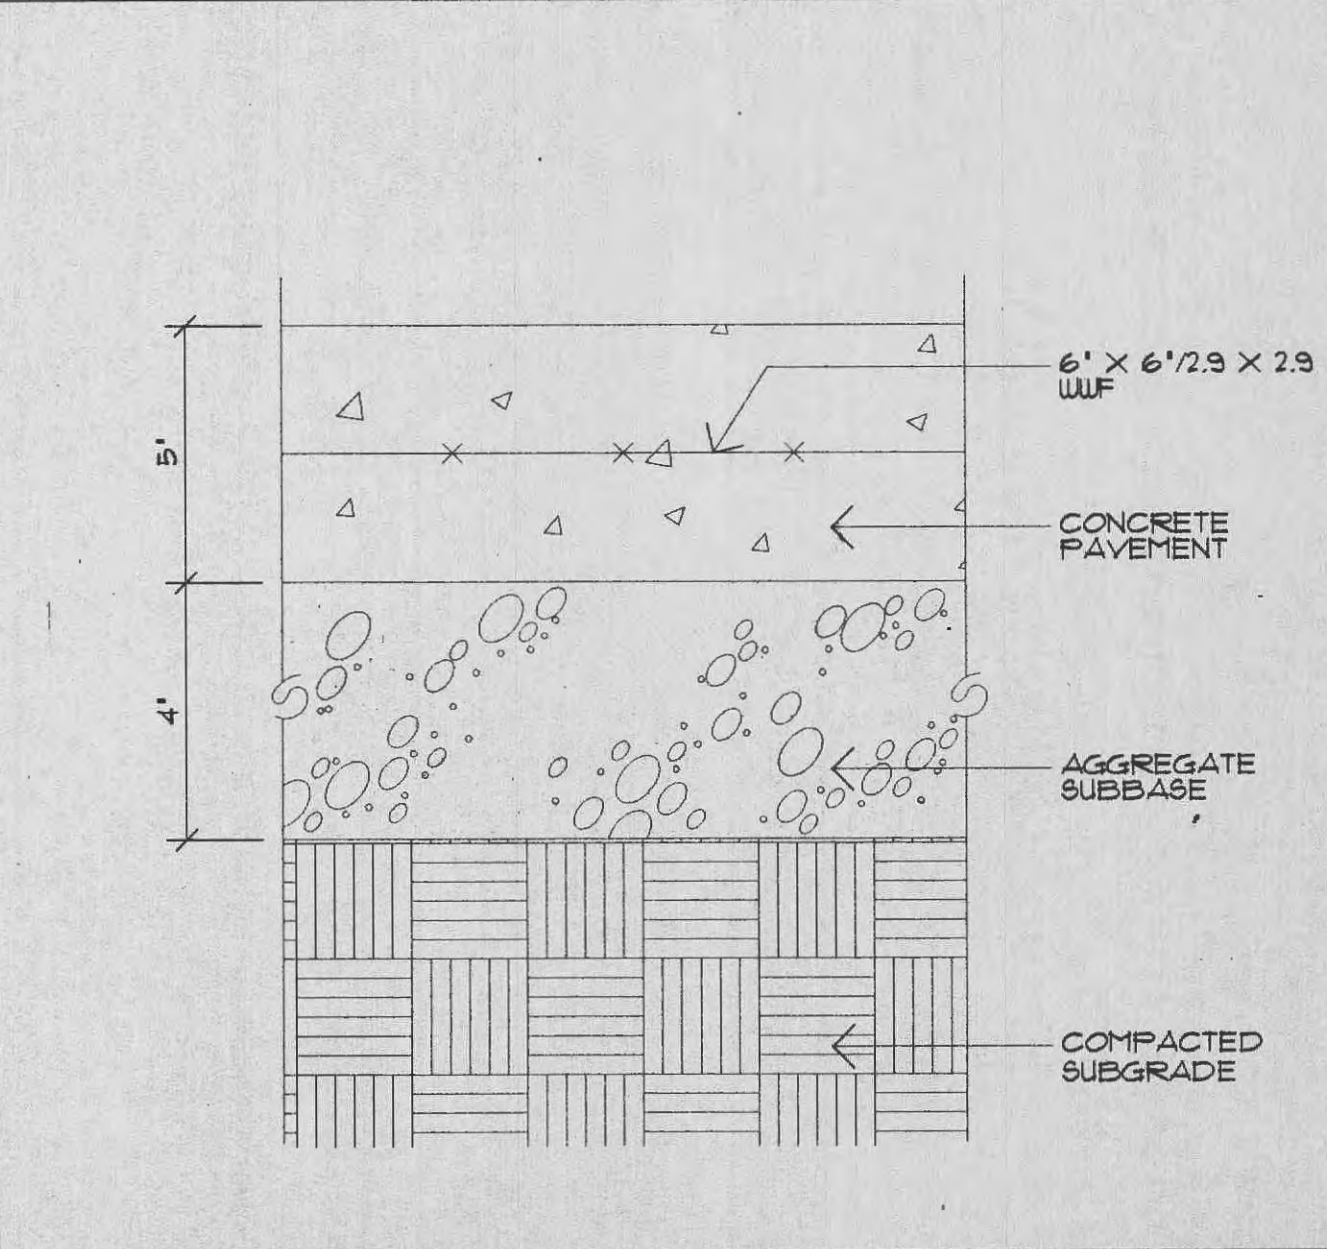 6" X 6"/2.9 X 2.9
WWF
5"
CONCRETE
PAVEMENT
4"
AGGREGATE
SUBBASE
COMPACTED
SUBGRADE